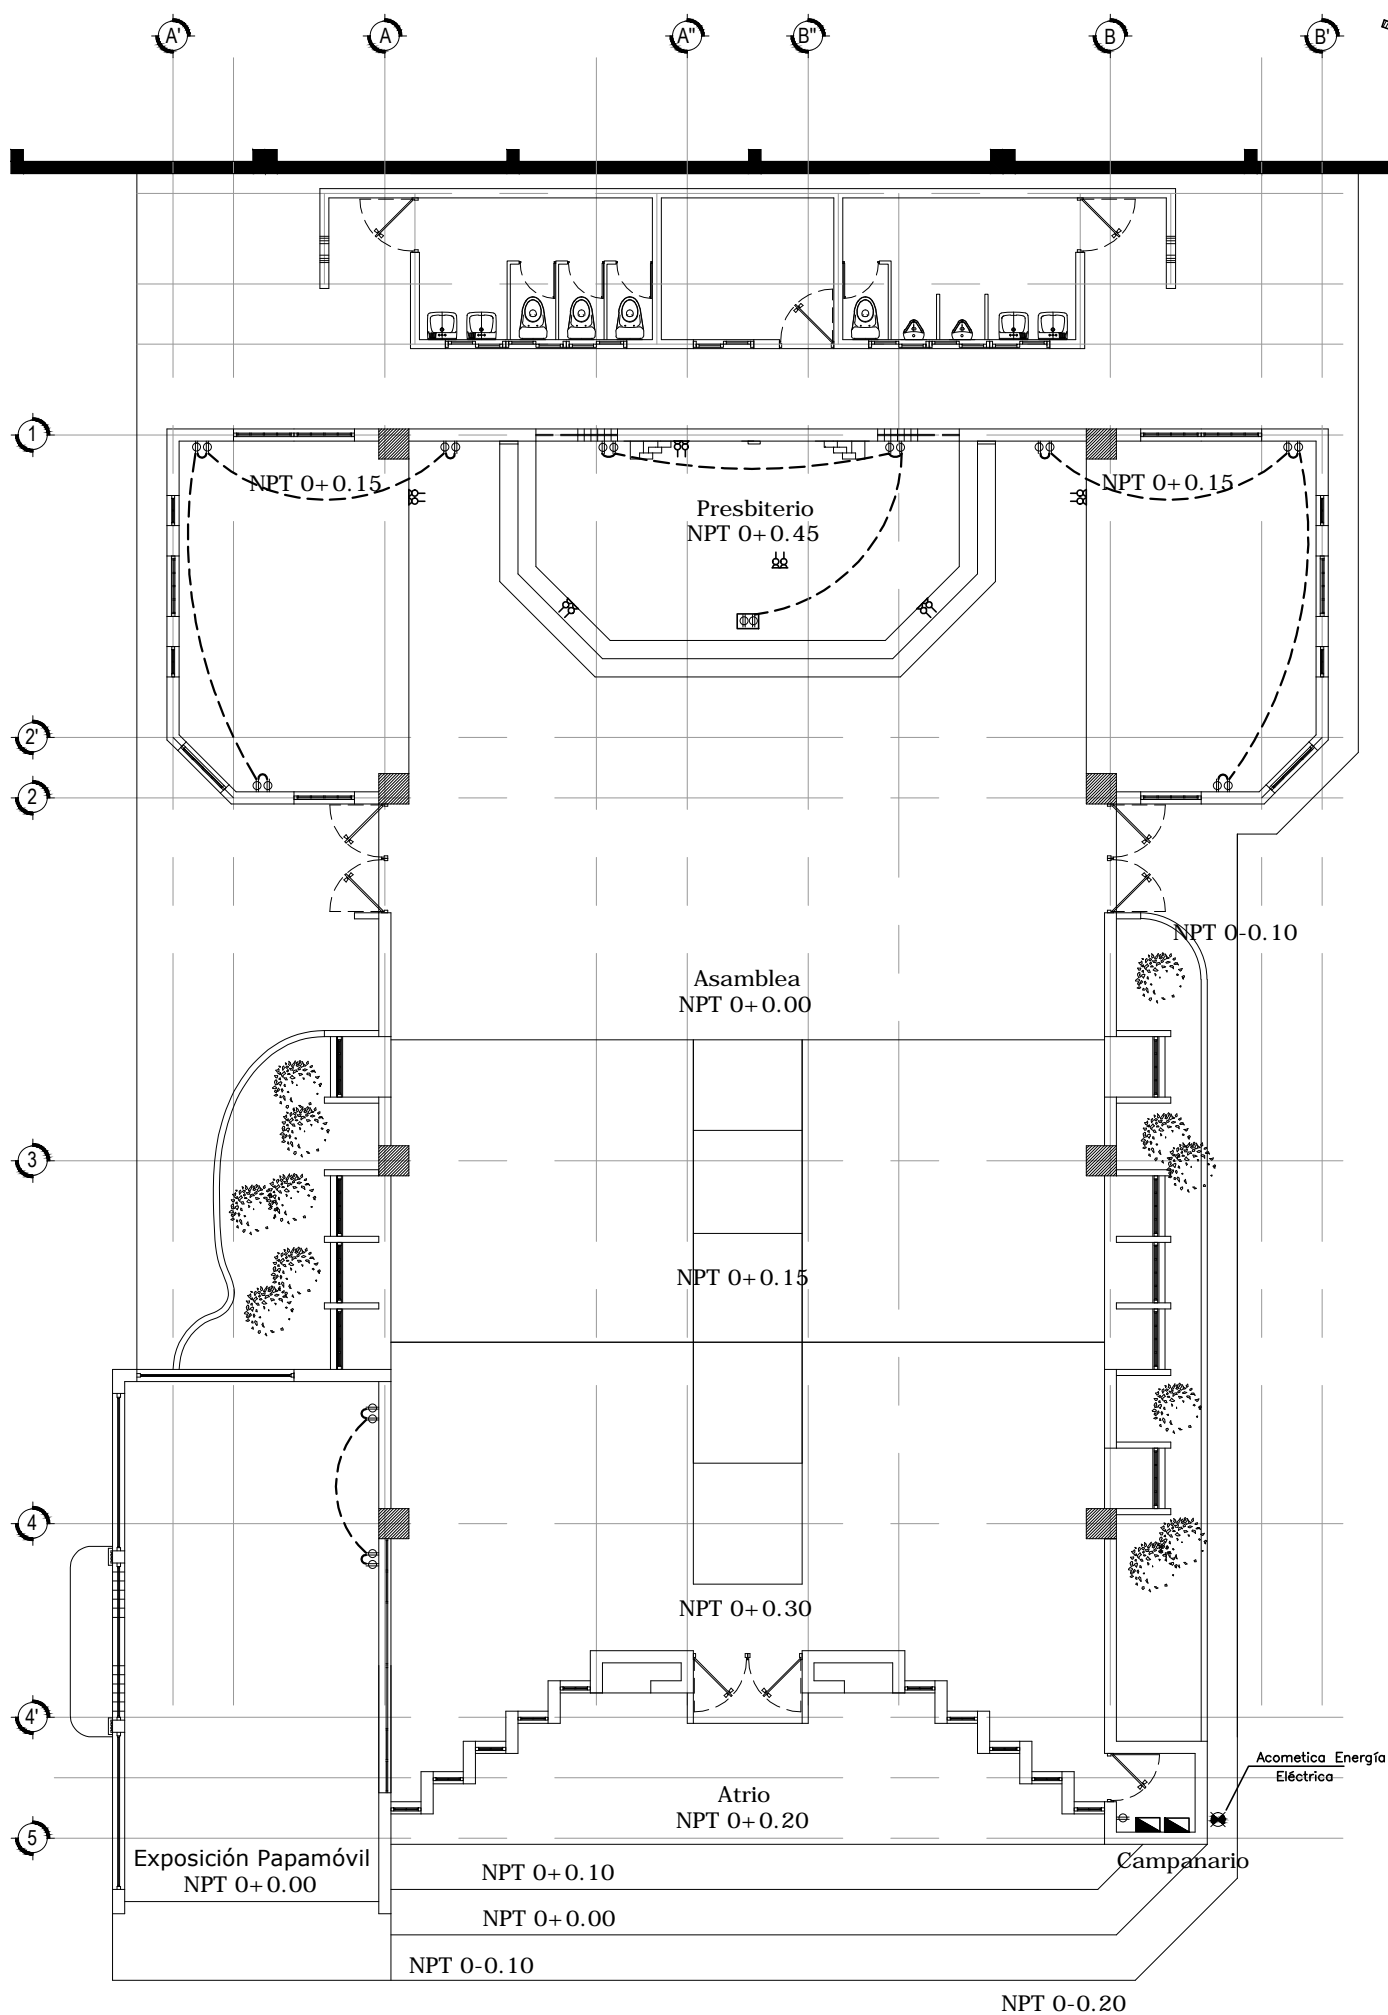 A' A A" B" B B'
1
NPT 0+0.15
NPT 0+0.15
Presbiterio
NPT 0+0.45
2'
2
NPT 0-0.10
Asamblea
NPT 0+0.00
3
NPT 0+0.15
4
NPT 0+0.30
4'
Acometica Energía
Eléctrica
Atrio
NPT 0+0.20
5
Exposición Papamóvil
NPT 0+0.00
Campanario
NPT 0+0.10
NPT 0+0.00
NPT 0-0.10
NPT 0-0.20